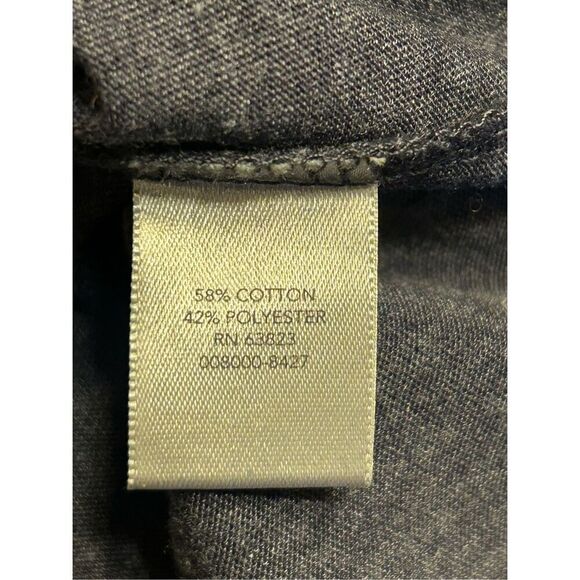 58% COTTON
42% POLYESTER
RN 63823
008000-8427